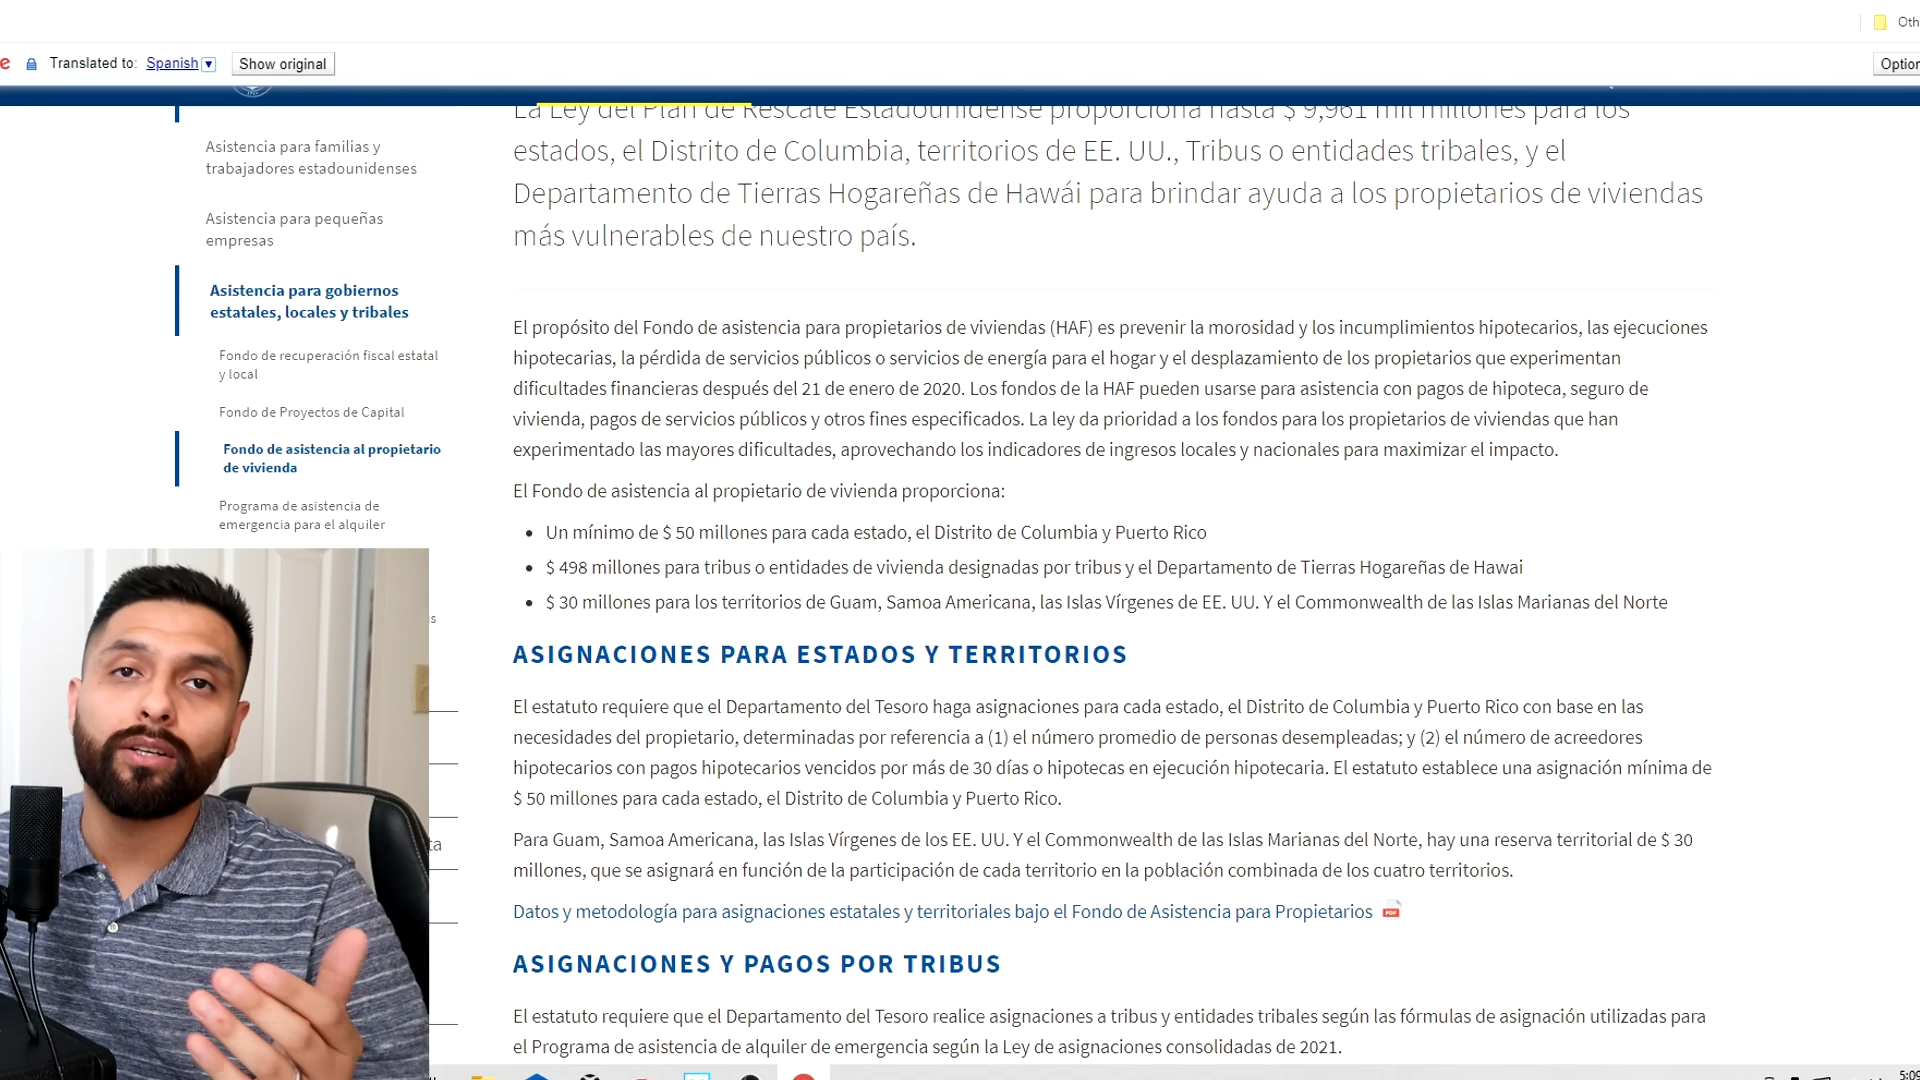 Oth
Translated to: Spanish Show original Option
La Ley del Plan de Rescate Estadounidense proporciona hasta $ 9,961 mil millones para los
estados, el Distrito de Columbia, territorios de EE. UU., Tribus o entidades tribales, y el
Departamento de Tierras Hogareñas de Hawái para brindar ayuda a los propietarios de viviendas
más vulnerables de nuestro país.
Asistencia para familias y
trabajadores estadounidenses
Asistencia para pequeñas
empresas
Asistencia para gobiernos
estatales, locales y tribales
Fondo de recuperación fiscal estatal
y local
Fondo de Proyectos de Capital
Fondo de asistencia al propietario
de vivienda
Programa de asistencia de
emergencia para el alquiler
s
ta
El propósito del Fondo de asistencia para propietarios de viviendas (HAF) es prevenir la morosidad y los incumplimientos hipotecarios, las ejecuciones
hipotecarias, la pérdida de servicios públicos o servicios de energía para el hogar y el desplazamiento de los propietarios que experimentan
dificultades financieras después del 21 de enero de 2020. Los fondos de la HAF pueden usarse para asistencia con pagos de hipoteca, seguro de
vivienda, pagos de servicios públicos y otros fines especificados. La ley da prioridad a los fondos para los propietarios de viviendas que han
experimentado las mayores dificultades, aprovechando los indicadores de ingresos locales y nacionales para maximizar el impacto.
El Fondo de asistencia al propietario de vivienda proporciona:
• Un mínimo de $ 50 millones para cada estado, el Distrito de Columbia y Puerto Rico
• $ 498 millones para tribus o entidades de vivienda designadas por tribus y el Departamento de Tierras Hogareñas de Hawai
• $ 30 millones para los territorios de Guam, Samoa Americana, las Islas Vírgenes de EE. UU. Y el Commonwealth de las Islas Marianas del Norte
ASIGNACIONES PARA ESTADOS Y TERRITORIOS
El estatuto requiere que el Departamento del Tesoro haga asignaciones para cada estado, el Distrito de Columbia y Puerto Rico con base en las
necesidades del propietario, determinadas por referencia a (1) el número promedio de personas desempleadas; y (2) el número de acreedores
hipotecarios con pagos hipotecarios vencidos por más de 30 días o hipotecas en ejecución hipotecaria. El estatuto establece una asignación mínima de
$ 50 millones para cada estado, el Distrito de Columbia y Puerto Rico.
Para Guam, Samoa Americana, las Islas Vírgenes de los EE. UU. Y el Commonwealth de las Islas Marianas del Norte, hay una reserva territorial de $ 30
millones, que se asignará en función de la participación de cada territorio en la población combinada de los cuatro territorios.
Datos y metodología para asignaciones estatales y territoriales bajo el Fondo de Asistencia para Propietarios PDF
ASIGNACIONES Y PAGOS POR TRIBUS
El estatuto requiere que el Departamento del Tesoro realice asignaciones a tribus y entidades tribales según las fórmulas de asignación utilizadas para
el Programa de asistencia de alquiler de emergencia según la Ley de asignaciones consolidadas de 2021.
5:09